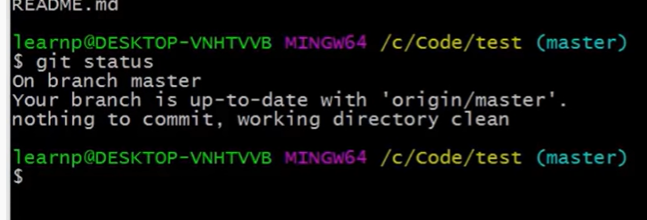 README.md
learnp@DESKTOP-VNHTVVB MINGW64 /c/Code/test (master)
$ git status
On branch master
Your branch is up-to-date with 'origin/master'.
nothing to commit, working directory clean
learnp@DESKTOP-VNHTVVB MINGW64 /c/Code/test (master)
$